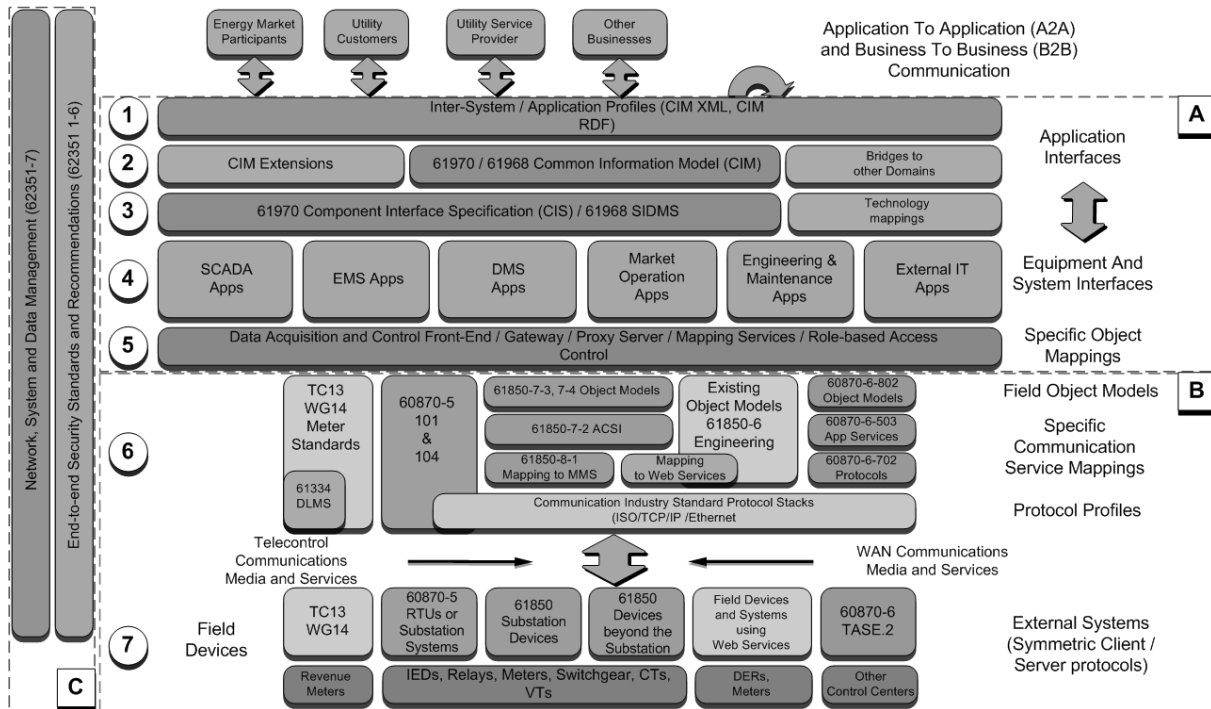 Network, System and Data Management (62351-7)
End-to-end Security Standards and Recommendations (62351 1-6)
C
Energy Market
Participants
Utility
Customers
Utility Service
Provider
Other
Businesses
Application To Application (A2A)
and Business To Business (B2B)
Communication
A
1
Inter-System / Application Profiles (CIM XML, CIM
RDF)
Application
Interfaces
2
CIM Extensions
61970 / 61968 Common Information Model (CIM)
Bridges to
other Domains
3
61970 Component Interface Specification (CIS) / 61968 SIDMS
Technology
mappings
4
SCADA
Apps
EMS Apps
DMS
Apps
Market
Operation
Apps
Engineering &
Maintenance
Apps
External IT
Apps
Equipment And
System Interfaces
5
Data Acquisition and Control Front-End / Gateway / Proxy Server / Mapping Services / Role-based Access
Control
Specific Object
Mappings
B
6
TC13
WG14
Meter
Standards
61334
DLMS
60870-5
101
&
104
61850-7-3, 7-4 Object Models
61850-7-2 ACSI
61850-8-1
Mapping to MMS
Existing
Object Models
61850-6
Engineering
Mapping
to Web Services
60870-6-802
Object Models
60870-6-503
App Services
60870-6-702
Protocols
Communication Industry Standard Protocol Stacks
(ISO/TCP/IP /Ethernet
Field Object Models
Specific
Communication
Service Mappings
Protocol Profiles
Telecontrol
Communications
Media and Services
WAN Communications
Media and Services
7
Field
Devices
TC13
WG14
60870-5
RTUs or
Substation
Systems
61850
Substation
Devices
61850
Devices
beyond the
Substation
Field Devices
and Systems
using
Web Services
60870-6
TASE.2
External Systems
(Symmetric Client /
Server protocols)
Revenue
Meters
IEDs, Relays, Meters, Switchgear, CTs,
VTs
DERs,
Meters
Other
Control Centers